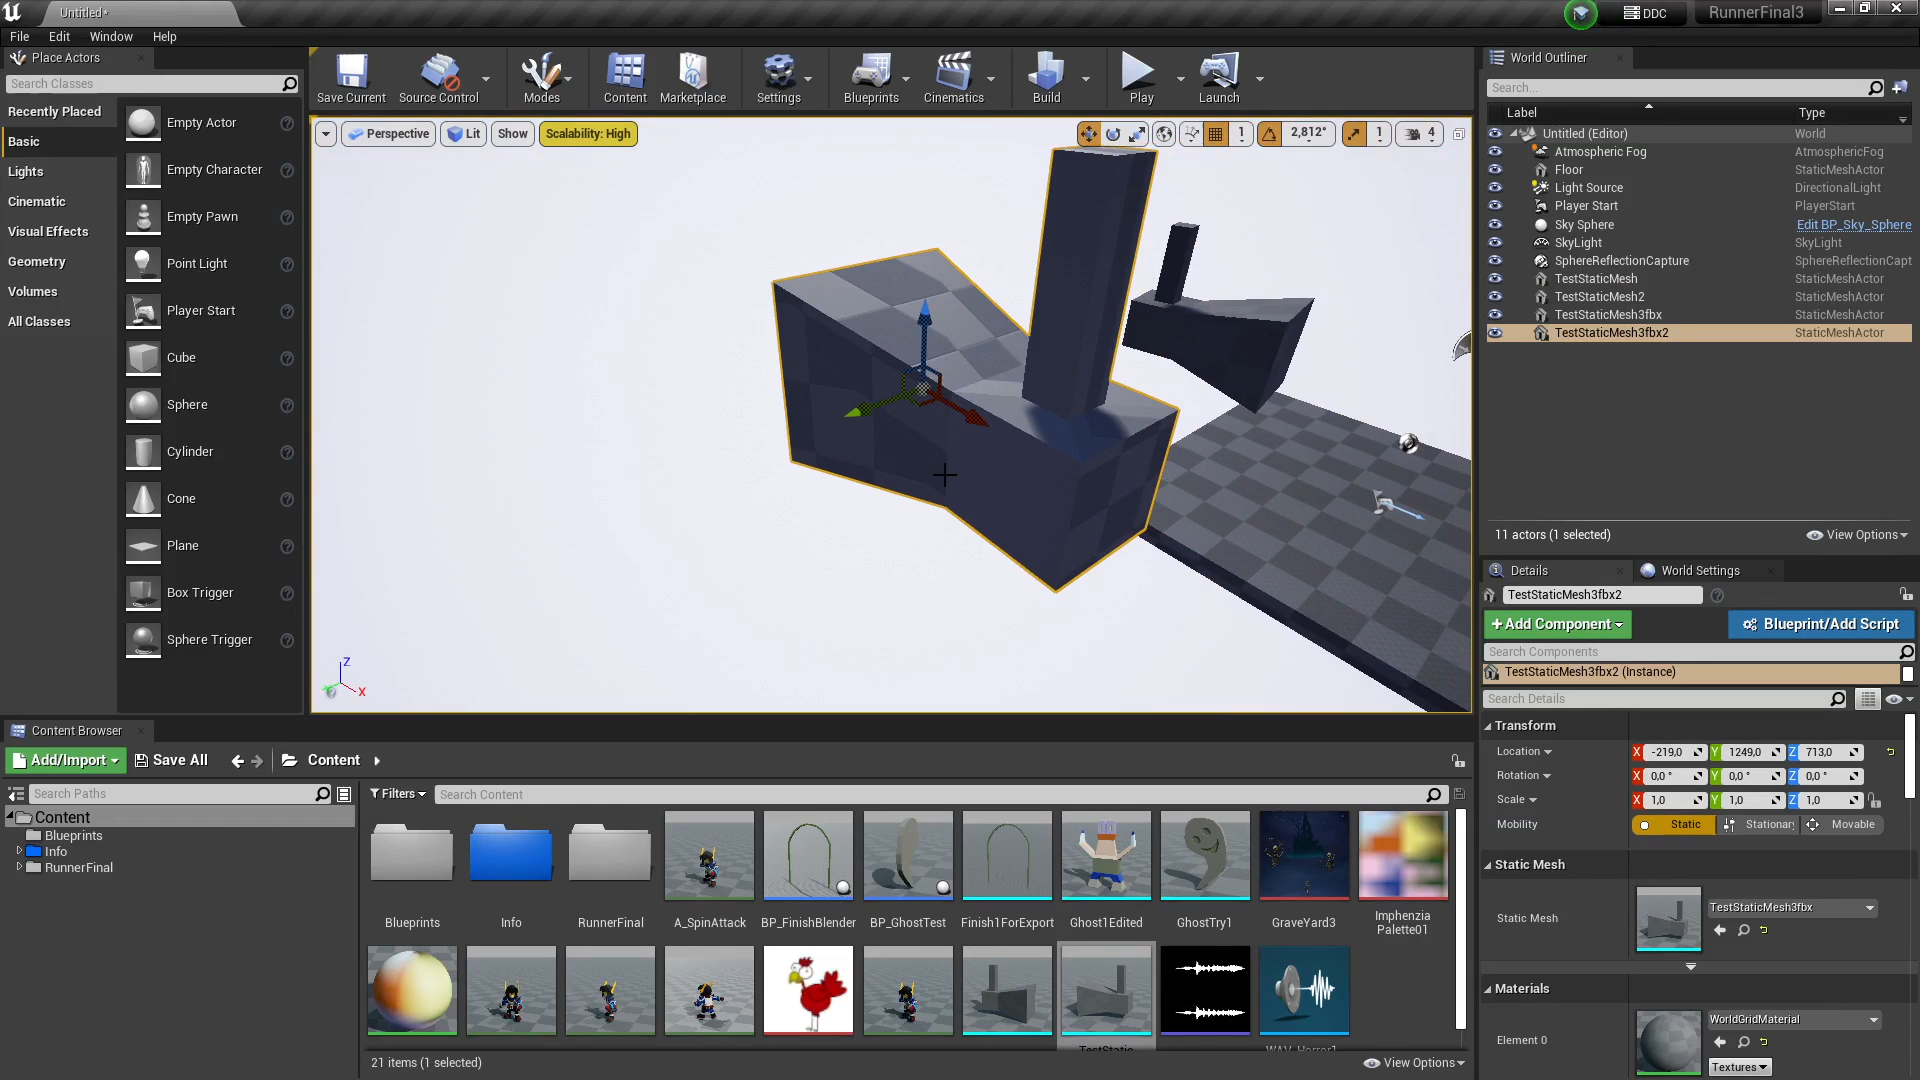 Untitled*
DDC
RunnerFinal3
File
Edit
Window
Help
Place Actors
Search Classes
Recently Placed
Basic
Lights
Cinematic
Visual Effects
Geometry
Volumes
All Classes
Empty Actor
Empty Character
Empty Pawn
Point Light
Player Start
Cube
Sphere
Cylinder
Cone
Plane
Box Trigger
Sphere Trigger
Save Current
Source Control
Modes
Content
Marketplace
Settings
Blueprints
Cinematics
Build
Play
Launch
Perspective
Lit
Show
Scalability: High
1
2,812°
1
4
Z
X
World Outliner
Search...
Label
Type
Untitled (Editor)
World
Atmospheric Fog
AtmosphericFog
Floor
StaticMeshActor
Light Source
DirectionalLight
Player Start
PlayerStart
Sky Sphere
Edit BP_Sky_Sphere
SkyLight
SkyLight
SphereReflectionCapture
SphereReflectionCapt
TestStaticMesh
StaticMeshActor
TestStaticMesh2
StaticMeshActor
TestStaticMesh3fbx
StaticMeshActor
TestStaticMesh3fbx2
StaticMeshActor
11 actors (1 selected)
View Options
Details
World Settings
TestStaticMesh3fbx2
+Add Component
Blueprint/Add Script
Search Components
TestStaticMesh3fbx2 (Instance)
Search Details
Transform
Location
X -219,0
Y 1249,0
Z 713,0
Rotation
X 0,0 °
Y 0,0 °
Z 0,0 °
Scale
X 1,0
Y 1,0
Z 1,0
Mobility
Static
Stationary
Movable
Static Mesh
Static Mesh
TestStaticMesh3fbx
Materials
Element 0
WorldGridMaterial
Textures
Content Browser
Add/Import
Save All
Content
Search Paths
Filters
Search Content
Content
Blueprints
Info
RunnerFinal
Blueprints
Info
RunnerFinal
A_SpinAttack
BP_FinishBlender
BP_GhostTest
Finish1ForExport
Ghost1Edited
GhostTry1
GraveYard3
Imphenzia
Palette01
TestStatic
WAV_Horror1
21 items (1 selected)
View Options